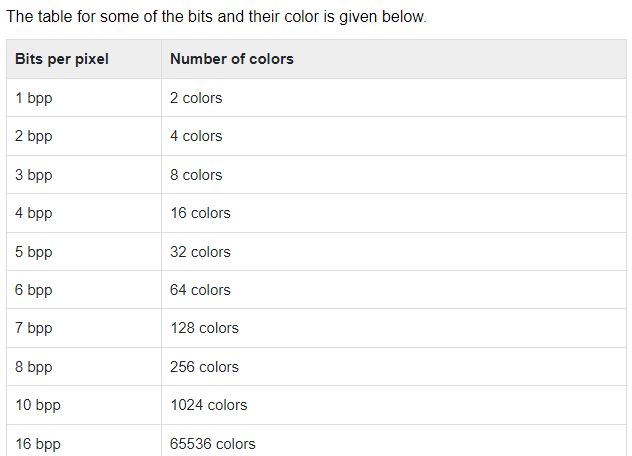 The table for some of the bits and their color is given below.
Bits per pixel Number of colors
1 bpp 2 colors
2 bpp 4 colors
3 bpp 8 colors
4 bpp 16 colors
5 bpp 32 colors
6 bpp 64 colors
7 bpp 128 colors
8 bpp 256 colors
10 bpp 1024 colors
16 bpp 65536 colors